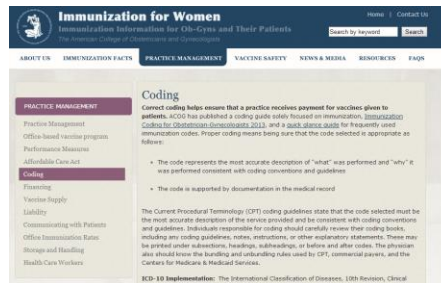 Immunization for Women
Immunization Information for Ob-Gyns and Their Patients
The American College of Obstetricians and Gynecologists
Home | Contact Us
Search by keyword Search
ABOUT US IMMUNIZATION FACTS PRACTICE MANAGEMENT VACCINE SAFETY NEWS & MEDIA RESOURCES FAQS
PRACTICE MANAGEMENT
Practice Management
Office-based vaccine program
Performance Measures
Affordable Care Act
Coding
Financing
Vaccine Supply
Liability
Communicating with Patients
Office Immunization Rates
Storage and Handling
Health Care Workers
Coding
Correct coding helps ensure that a practice receives payment for vaccines given to
patients. ACOG has published a coding guide solely focused on immunization, Immunization
Coding for Obstetrician-Gynecologists 2013, and a quick glance guide for frequently used
immunization codes. Proper coding means being sure that the code selected is appropriate as
follows:
• The code represents the most accurate description of "what" was performed and "why" it
was performed consistent with coding conventions and guidelines
• The code is supported by documentation in the medical record
The Current Procedural Terminology (CPT) coding guidelines state that the code selected must be
the most accurate description of the service provided and be consistent with coding conventions
and guidelines. Individuals responsible for coding should carefully review their coding books,
including any coding guidelines, notes, instructions, or other explanatory statements. These may
be printed under subsections, headings, subheadings, or before and after codes. The physician
also should know the bundling and unbundling rules used by CPT, commercial payers, and the
Centers for Medicare & Medicaid Services.
ICD-10 Implementation: The International Classification of Diseases, 10th Revision, Clinical